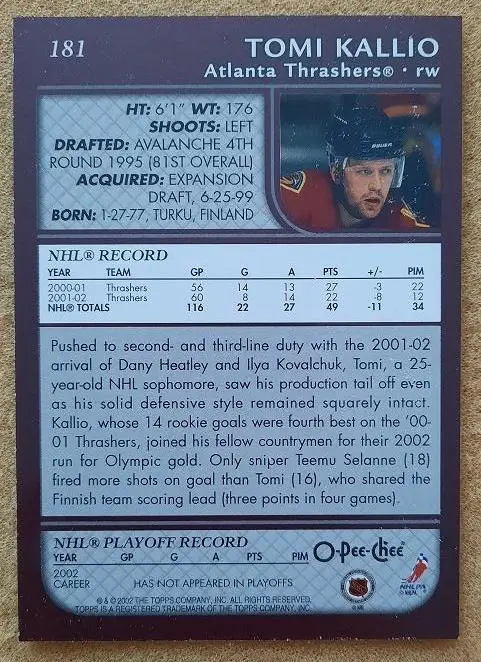 181
TOMI KALLIO
Atlanta Thrashers® · rw
HT: 6'1" WT: 176
SHOOTS: LEFT
DRAFTED: AVALANCHE 4TH
ROUND 1995 (81ST OVERALL)
ACQUIRED: EXPANSION
DRAFT, 6-25-99
BORN: 1-27-77, TURKU, FINLAND
BAUER
NHL® RECORD
YEAR TEAM GP G A PTS +/- PIM
2000-01 Thrashers 56 14 13 27 -3 22
2001-02 Thrashers 60 8 14 22 -8 12
NHL® TOTALS 116 22 27 49 -11 34
Pushed to second- and third-line duty with the 2001-02
arrival of Dany Heatley and Ilya Kovalchuk, Tomi, a 25-
year-old NHL sophomore, saw his production tail off even
as his solid defensive style remained squarely intact.
Kallio, whose 14 rookie goals were fourth best on the '00-
01 Thrashers, joined his fellow countrymen for their 2002
run for Olympic gold. Only sniper Teemu Selanne (18)
fired more shots on goal than Tomi (16), who shared the
Finnish team scoring lead (three points in four games).
NHL® PLAYOFF RECORD
YEAR GP G A PTS PIM
2002
CAREER HAS NOT APPEARED IN PLAYOFFS
O-Pee-Chee
NHL
NHLPA
® & © 2002 THE TOPPS COMPANY, INC. ALL RIGHTS RESERVED.
TOPPS IS A REGISTERED TRADEMARK OF THE TOPPS COMPANY, INC.